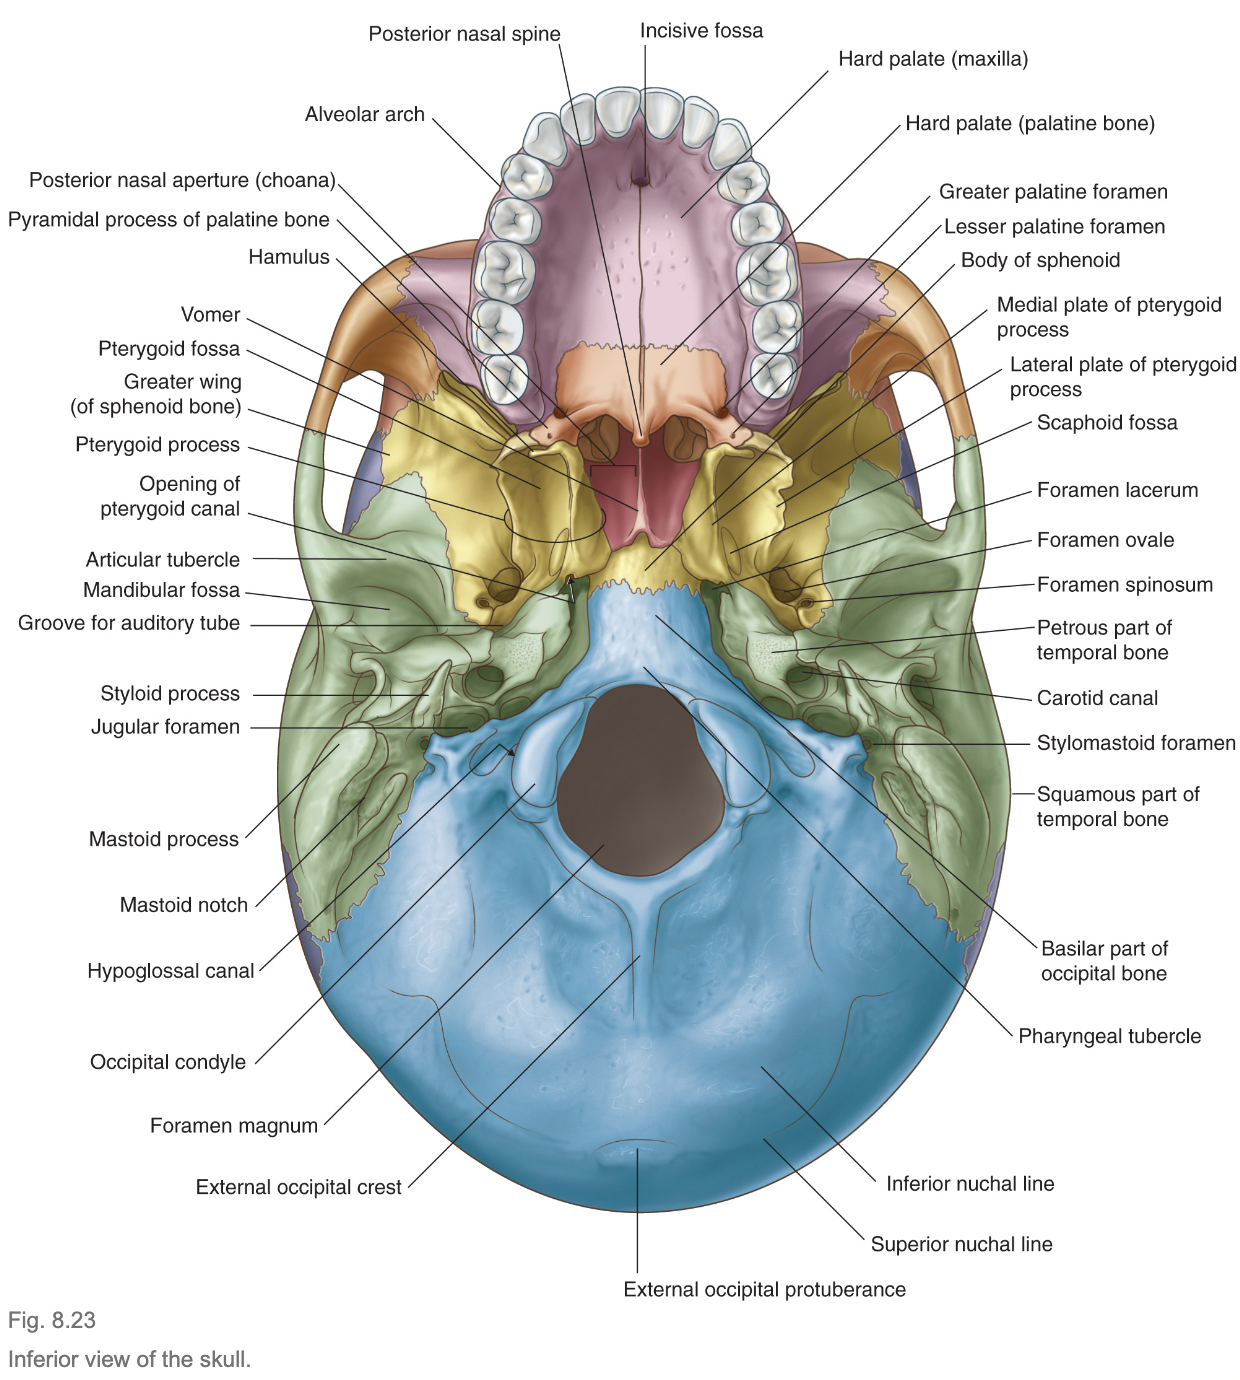 Posterior nasal spine
Incisive fossa
Hard palate (maxilla)
Alveolar arch
Hard palate (palatine bone)
Posterior nasal aperture (choana)
Pyramidal process of palatine bone
Hamulus
Greater palatine foramen
Lesser palatine foramen
Body of sphenoid
Vomer
Pterygoid fossa
Greater wing
(of sphenoid bone)
Pterygoid process
Opening of
pterygoid canal
Articular tubercle
Mandibular fossa
Groove for auditory tube
Styloid process
Jugular foramen
Mastoid process
Mastoid notch
Hypoglossal canal
Occipital condyle
Foramen magnum
External occipital crest
Medial plate of pterygoid
process
Lateral plate of pterygoid
process
Scaphoid fossa
Foramen lacerum
Foramen ovale
Foramen spinosum
Petrous part of
temporal bone
Carotid canal
Stylomastoid foramen
Squamous part of
temporal bone
Basilar part of
occipital bone
Pharyngeal tubercle
Inferior nuchal line
Superior nuchal line
External occipital protuberance
Fig. 8.23
Inferior view of the skull.